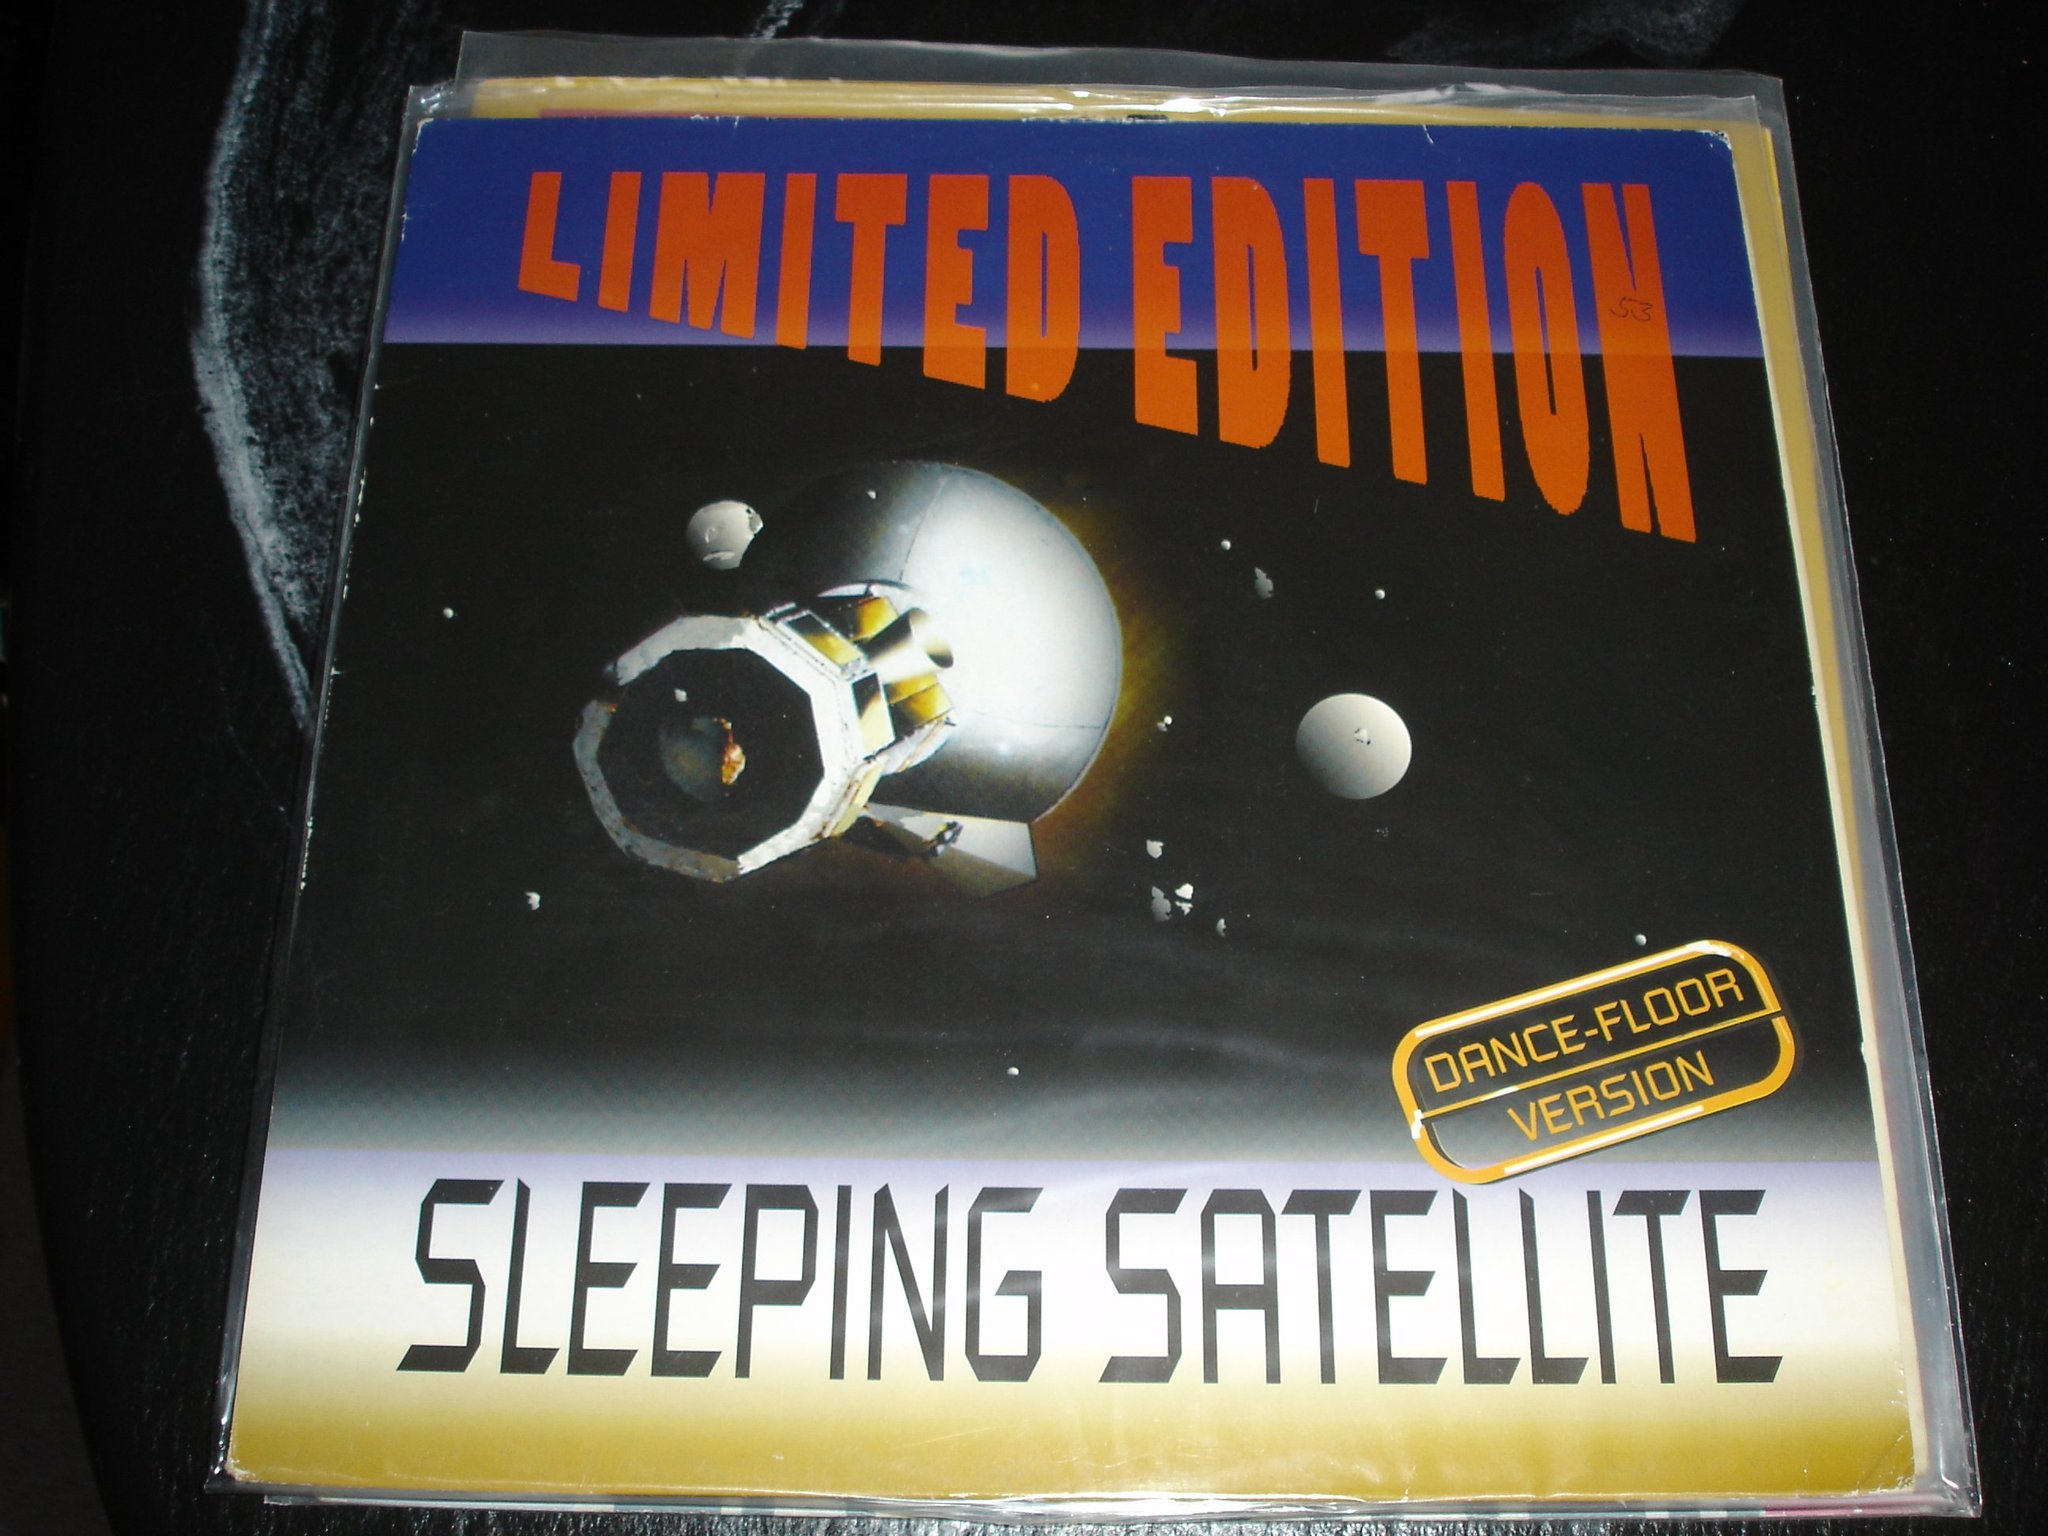 LIMITED EDITION
53
DANCE-FLOOR
VERSION
SLEEPING SATELLITE